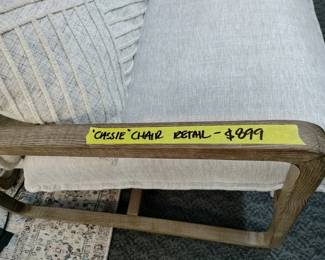 "CASSIE" CHAIR RETAIL - $899